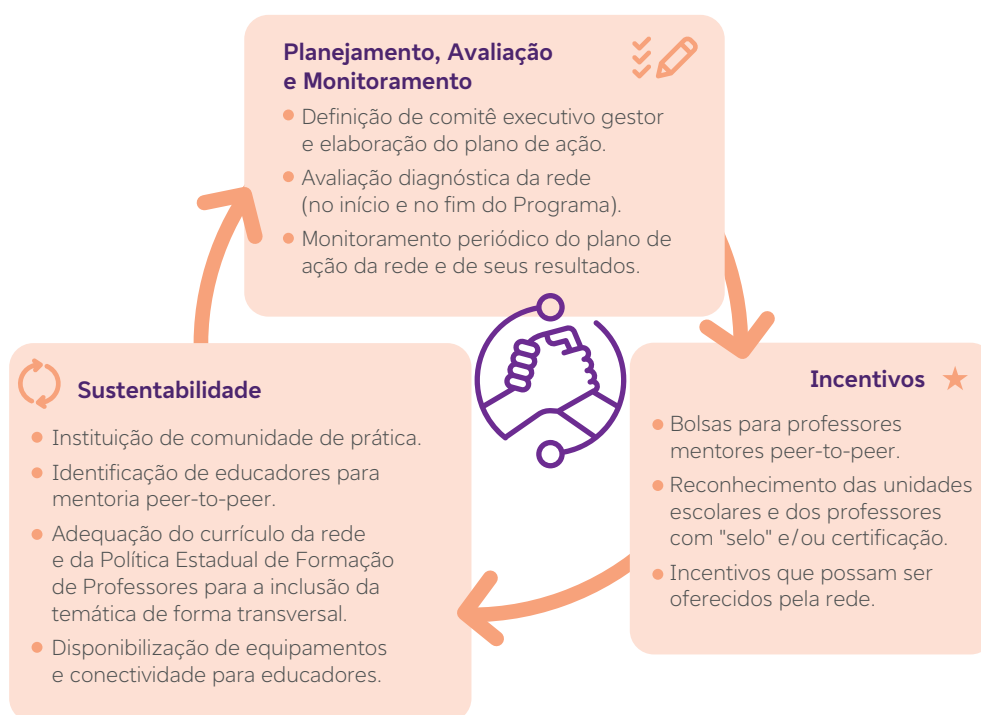 Planejamento, Avaliação
e Monitoramento
Definição de comitê executivo gestor
e elaboração do plano de ação.
Avaliação diagnóstica da rede
(no início e no fim do Programa).
Monitoramento periódico do plano de
ação da rede e de seus resultados.
Sustentabilidade
Instituição de comunidade de prática.
Identificação de educadores para
mentoria peer-to-peer.
Adequação do currículo da rede
e da Política Estadual de Formação
de Professores para a inclusão da
temática de forma transversal.
Disponibilização de equipamentos
e conectividade para educadores.
Incentivos
Bolsas para professores
mentores peer-to-peer.
Reconhecimento das unidades
escolares e dos professores
com "selo" e/ou certificação.
Incentivos que possam ser
oferecidos pela rede.